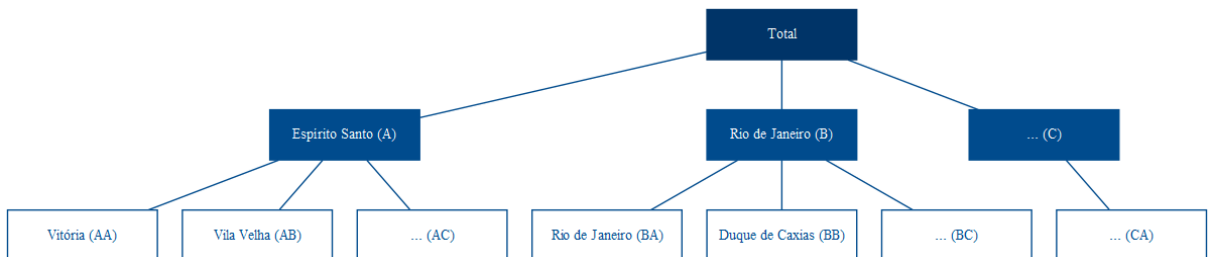 Total
Espírito Santo (A)
Rio de Janeiro (B)
... (C)
Vitória (AA)
Vila Velha (AB)
... (AC)
Rio de Janeiro (BA)
Duque de Caxias (BB)
... (BC)
... (CA)